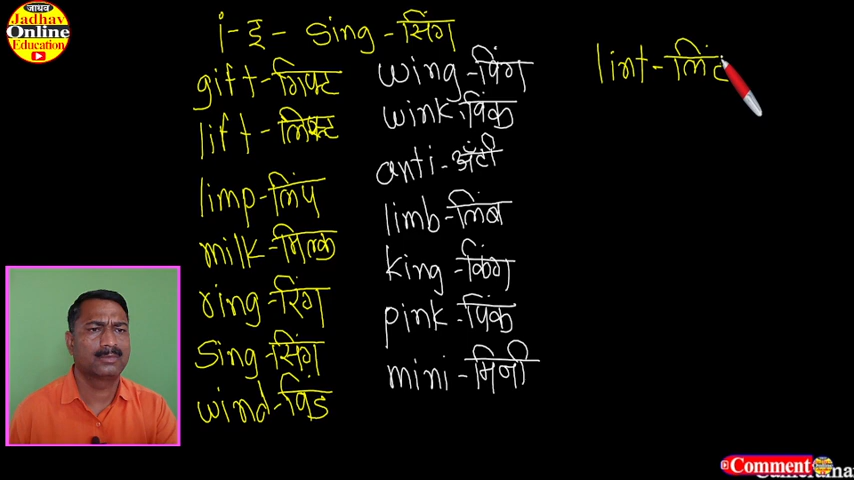 जाधव
Jadhav
Online
Education
i-इ- sing-सिंग
gift-गिफ्ट
lift-लिफ्ट
limp-लिंप
milk-मिल्क
ring-रिंग
sing-सिंग
wind-विंड
wing-विंग
wink-विंक
anti-अँटी
limb-लिंब
king-किंग
pink-पिंक
mini-मिनी
lint-लिंट
Comment